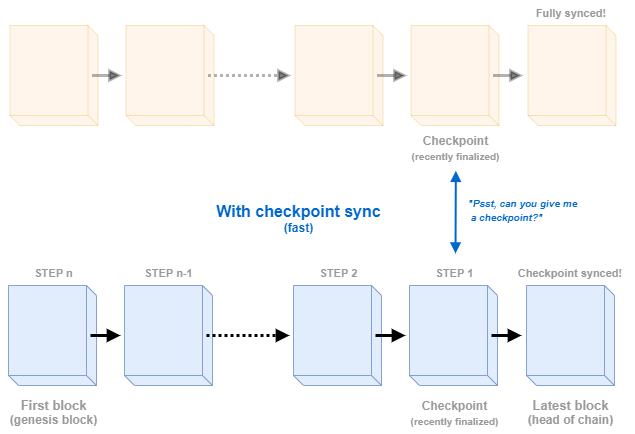 Fully synced!
Checkpoint
(recently finalized)
With checkpoint sync
(fast)
"Psst, can you give me
a checkpoint?"
STEP n
STEP n-1
STEP 2
STEP 1
Checkpoint synced!
First block
(genesis block)
Checkpoint
(recently finalized)
Latest block
(head of chain)